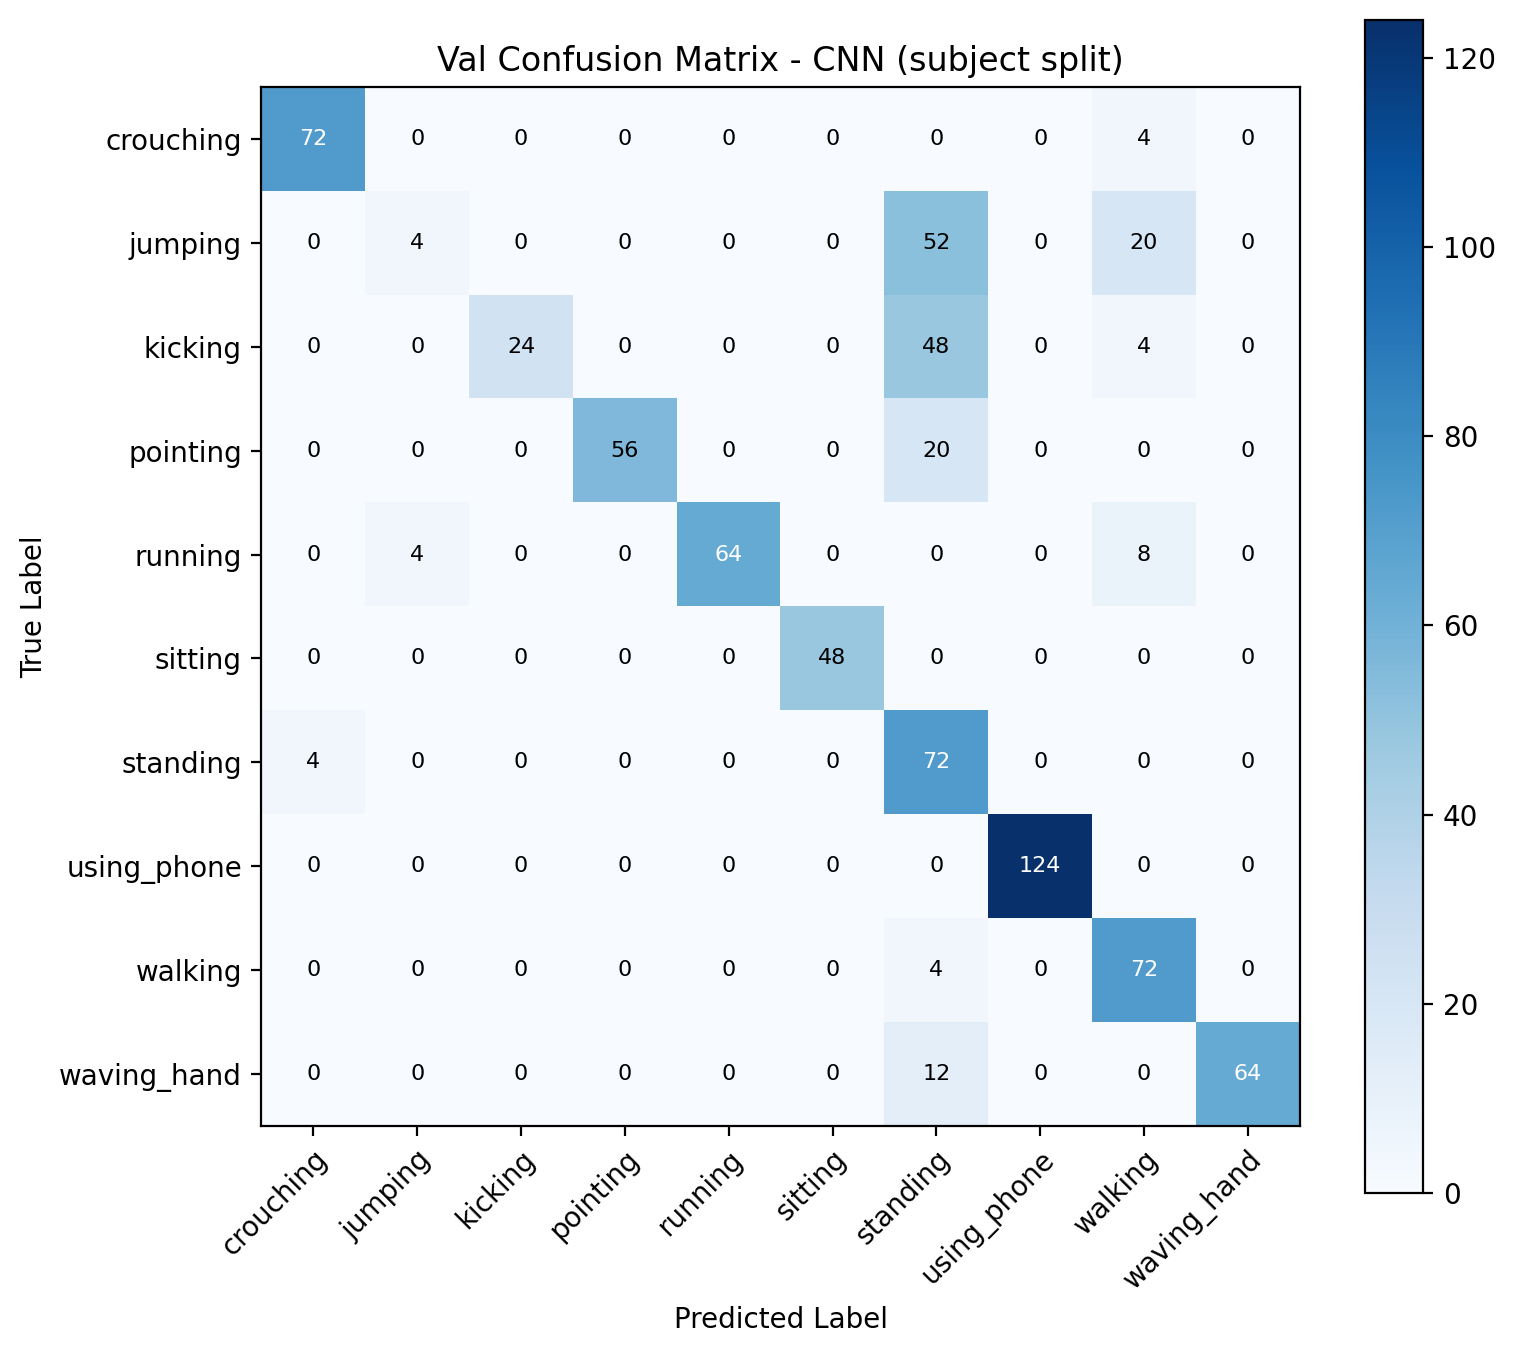 Val Confusion Matrix - CNN (subject split)
True Label
crouching 72 0 0 0 0 0 0 0 4 0
jumping 0 4 0 0 0 0 52 0 20 0
kicking 0 0 24 0 0 0 48 0 4 0
pointing 0 0 0 56 0 0 20 0 0 0
running 0 4 0 0 64 0 0 0 8 0
sitting 0 0 0 0 0 48 0 0 0 0
standing 4 0 0 0 0 0 72 0 0 0
using_phone 0 0 0 0 0 0 0 124 0 0
walking 0 0 0 0 0 0 4 0 72 0
waving_hand 0 0 0 0 0 0 12 0 0 64
crouching jumping kicking pointing running sitting standing using_phone walking waving_hand
Predicted Label
120
100
80
60
40
20
0